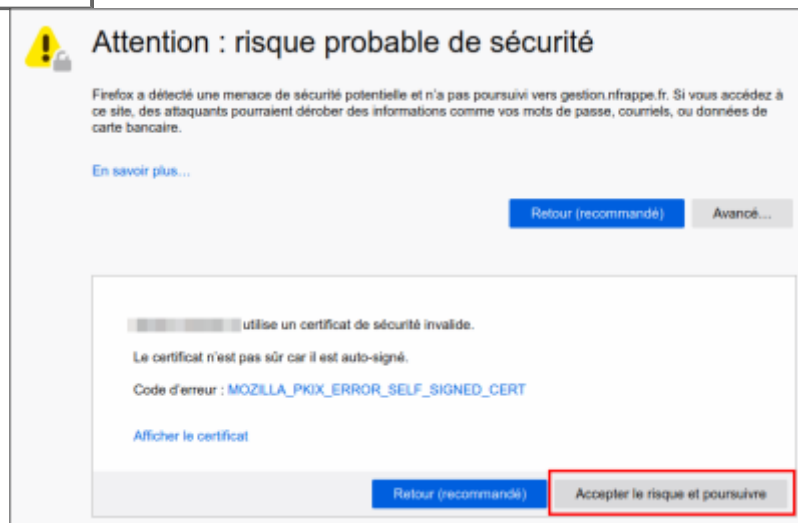 Attention : risque probable de sécurité
Firefox a détecté une menace de sécurité potentielle et n'a pas poursuivi vers gestion.nfrappe.fr. Si vous accédez à
ce site, des attaquants pourraient dérober des informations comme vos mots de passe, courriels, ou données de
carte bancaire.
En savoir plus…
Retour (recommandé) Avancé…
utilise un certificat de sécurité invalide.
Le certificat n'est pas sûr car il est auto-signé.
Code d'erreur : MOZILLA_PKIX_ERROR_SELF_SIGNED_CERT
Afficher le certificat
Retour (recommandé) Accepter le risque et poursuivre